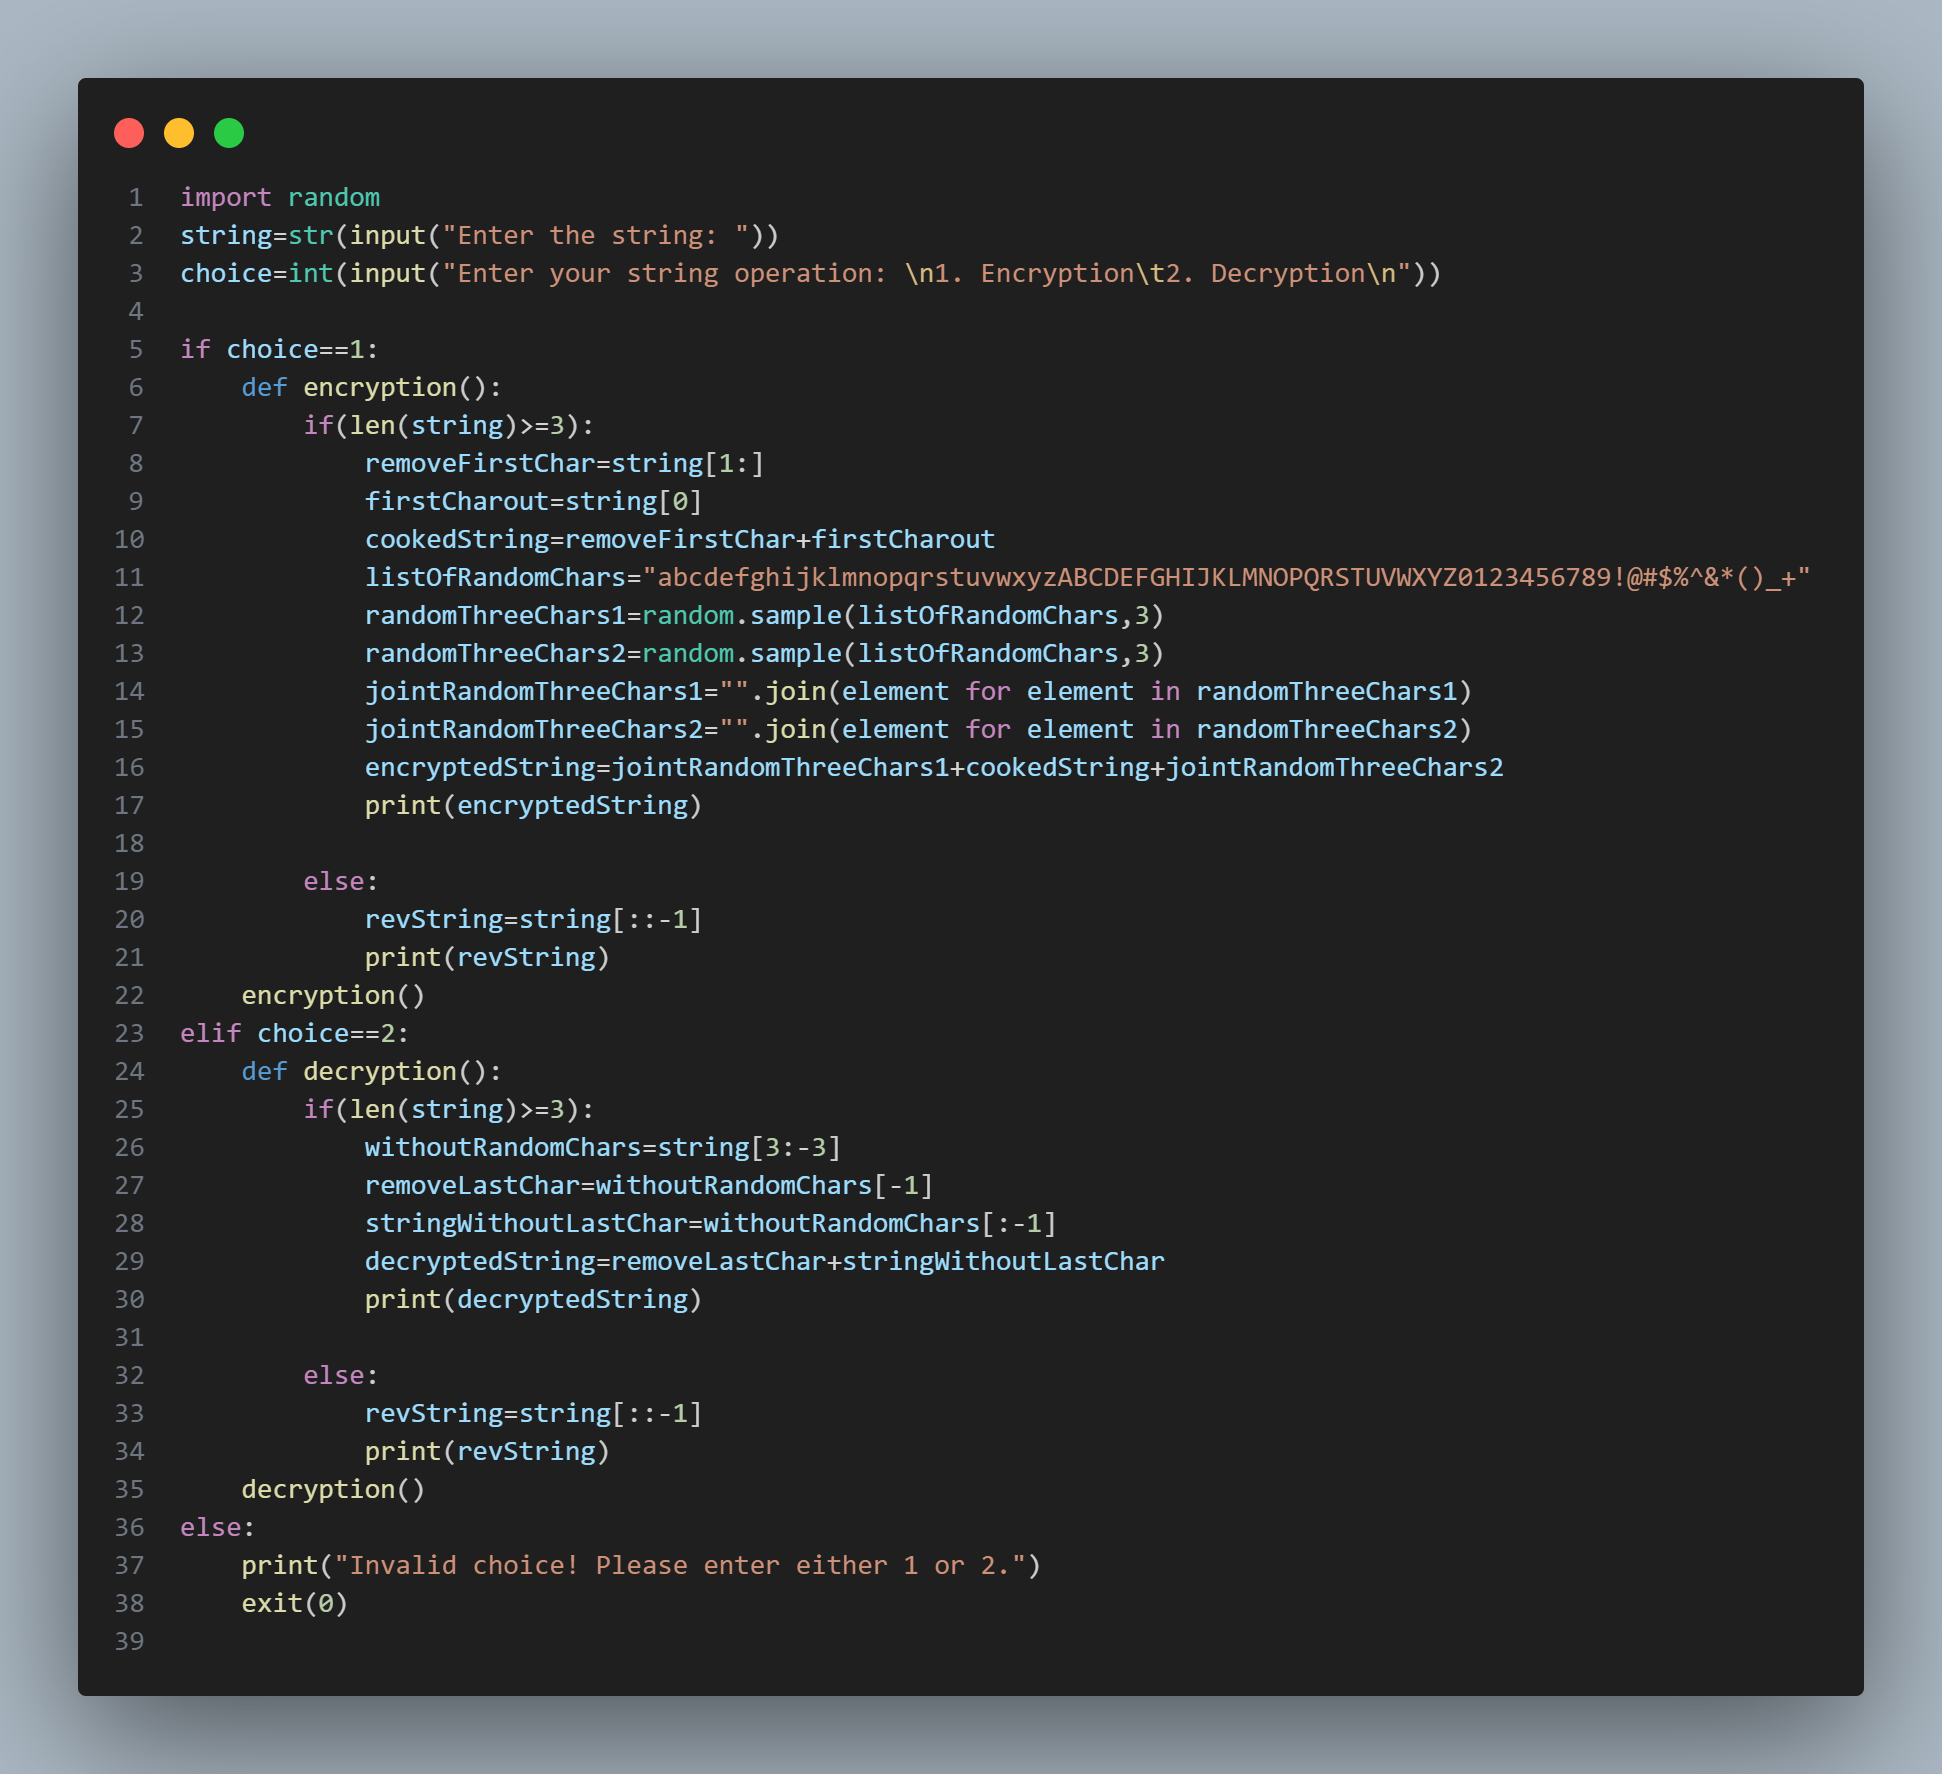 1 import random
2 string=str(input("Enter the string: "))
3 choice=int(input("Enter your string operation: \n1. Encryption\t2. Decryption\n"))
4
5 if choice==1:
6     def encryption():
7         if(len(string)>=3):
8             removeFirstChar=string[1:]
9             firstCharout=string[0]
10             cookedString=removeFirstChar+firstCharout
11             listOfRandomChars="abcdefghijklmnopqrstuvwxyzABCDEFGHIJKLMNOPQRSTUVWXYZ0123456789!@#$%^&*()_+"
12             randomThreeChars1=random.sample(listOfRandomChars,3)
13             randomThreeChars2=random.sample(listOfRandomChars,3)
14             jointRandomThreeChars1="".join(element for element in randomThreeChars1)
15             jointRandomThreeChars2="".join(element for element in randomThreeChars2)
16             encryptedString=jointRandomThreeChars1+cookedString+jointRandomThreeChars2
17             print(encryptedString)
18
19         else:
20             revString=string[::-1]
21             print(revString)
22     encryption()
23 elif choice==2:
24     def decryption():
25         if(len(string)>=3):
26             withoutRandomChars=string[3:-3]
27             removeLastChar=withoutRandomChars[-1]
28             stringWithoutLastChar=withoutRandomChars[:-1]
29             decryptedString=removeLastChar+stringWithoutLastChar
30             print(decryptedString)
31
32         else:
33             revString=string[::-1]
34             print(revString)
35     decryption()
36 else:
37     print("Invalid choice! Please enter either 1 or 2.")
38     exit(0)
39